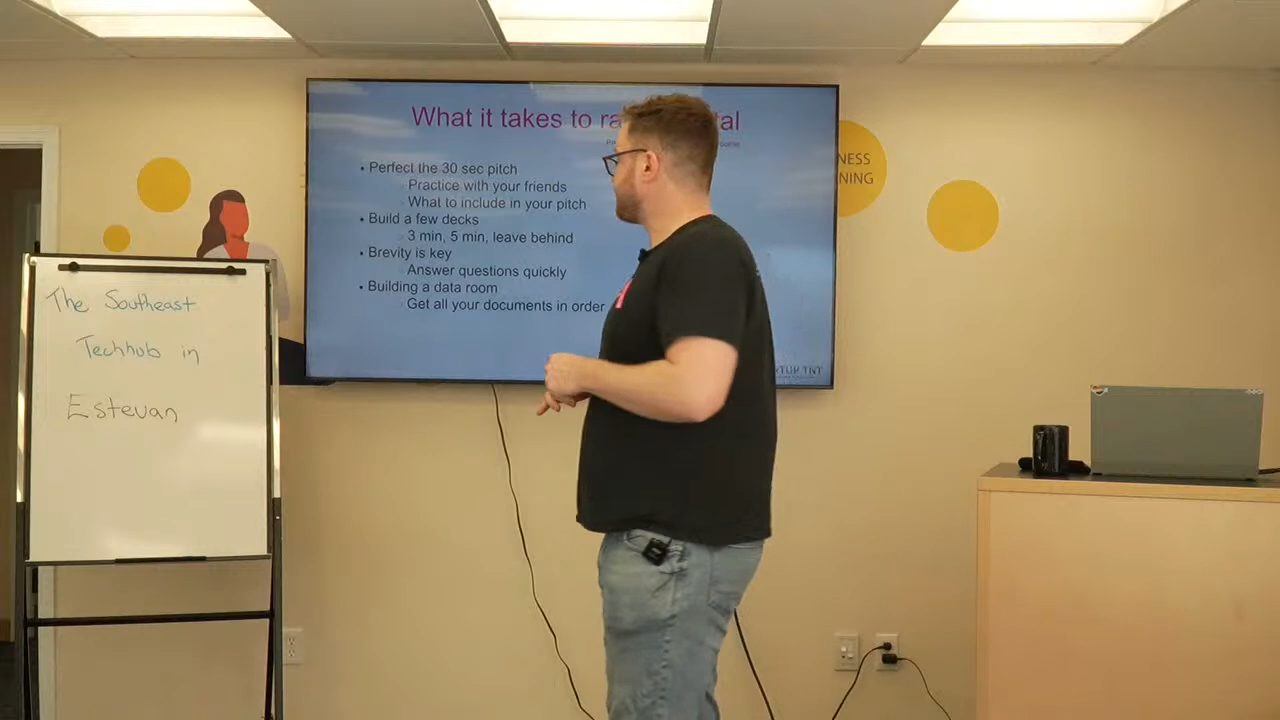 What it takes to ra tal
• Perfect the 30 sec pitch
○ Practice with your friends
○ What to include in your pitch
• Build a few decks
○ 3 min, 5 min, leave behind
• Brevity is key
○ Answer questions quickly
• Building a data room
○ Get all your documents in order
NESS
NING
The Southeast
Techhub in
Estevan